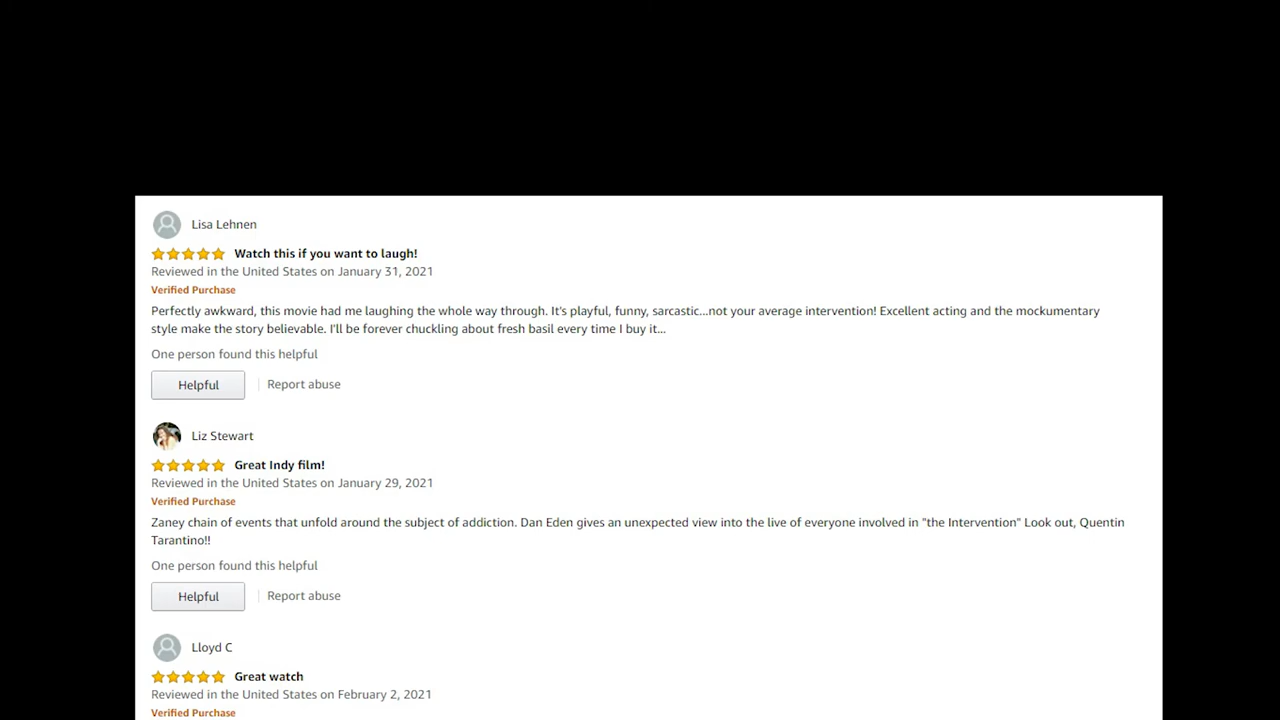 Lisa Lehnen
Watch this if you want to laugh!
Reviewed in the United States on January 31, 2021
Verified Purchase
Perfectly awkward, this movie had me laughing the whole way through. It's playful, funny, sarcastic...not your average intervention! Excellent acting and the mockumentary
style make the story believable. I'll be forever chuckling about fresh basil every time I buy it...
One person found this helpful
Helpful Report abuse
Liz Stewart
Great Indy film!
Reviewed in the United States on January 29, 2021
Verified Purchase
Zaney chain of events that unfold around the subject of addiction. Dan Eden gives an unexpected view into the live of everyone involved in "the Intervention" Look out, Quentin
Tarantino!!
One person found this helpful
Helpful Report abuse
Lloyd C
Great watch
Reviewed in the United States on February 2, 2021
Verified Purchase